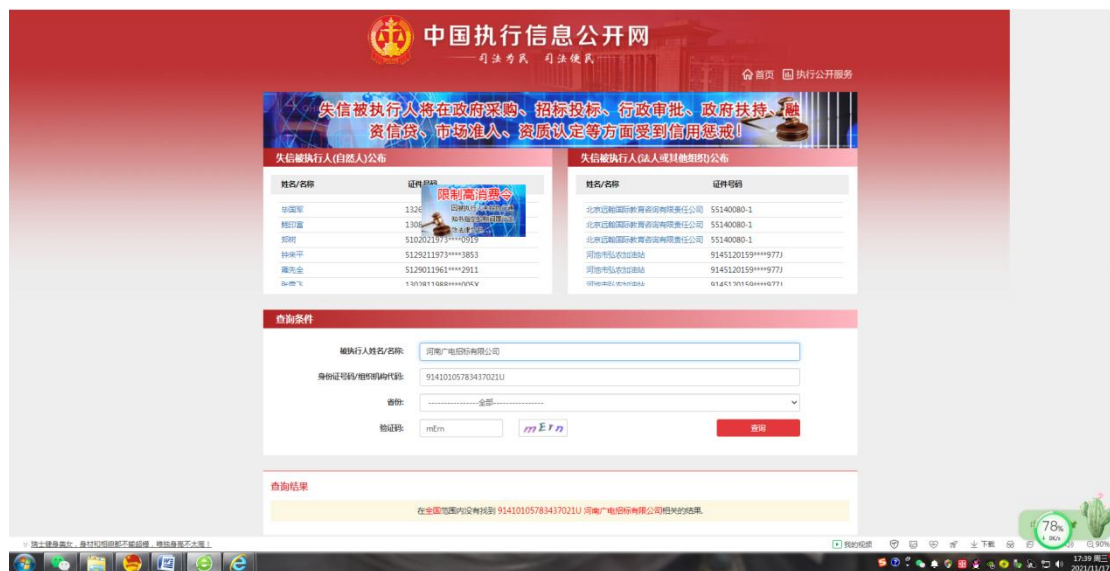 中国执行信息公开网
司法为民 司法便民
首页 执行公开服务
失信被执行人将在政府采购、招标投标、行政审批、政府扶持、融
资信贷、市场准入、资质认定等方面受到信用惩戒！
失信被执行人(自然人)公布
姓名/名称
限制高消费令
5102021973****0919
5129211973****3853
5129011961****2911
失信被执行人(法人或其他组织)公布
姓名/名称 证件号码
北京远翰国际教育咨询有限责任公司 55140080-1
北京远翰国际教育咨询有限责任公司 55140080-1
北京远翰国际教育咨询有限责任公司 55140080-1
河池市弘农加油站 9145120159****977J
河池市弘农加油站 9145120159****977J
查询条件
被执行人姓名/名称: 河南广电招标有限公司
身份证号码/组织机构代码: 91410105783437021U
省份: ----------------全部----------------
验证码: mErn mErn 查询
查询结果
在全国范围内没有找到 91410105783437021U 河南广电招标有限公司相关的结果.
78%
我的视频 下载 90%
17:39 周三
2021/11/17